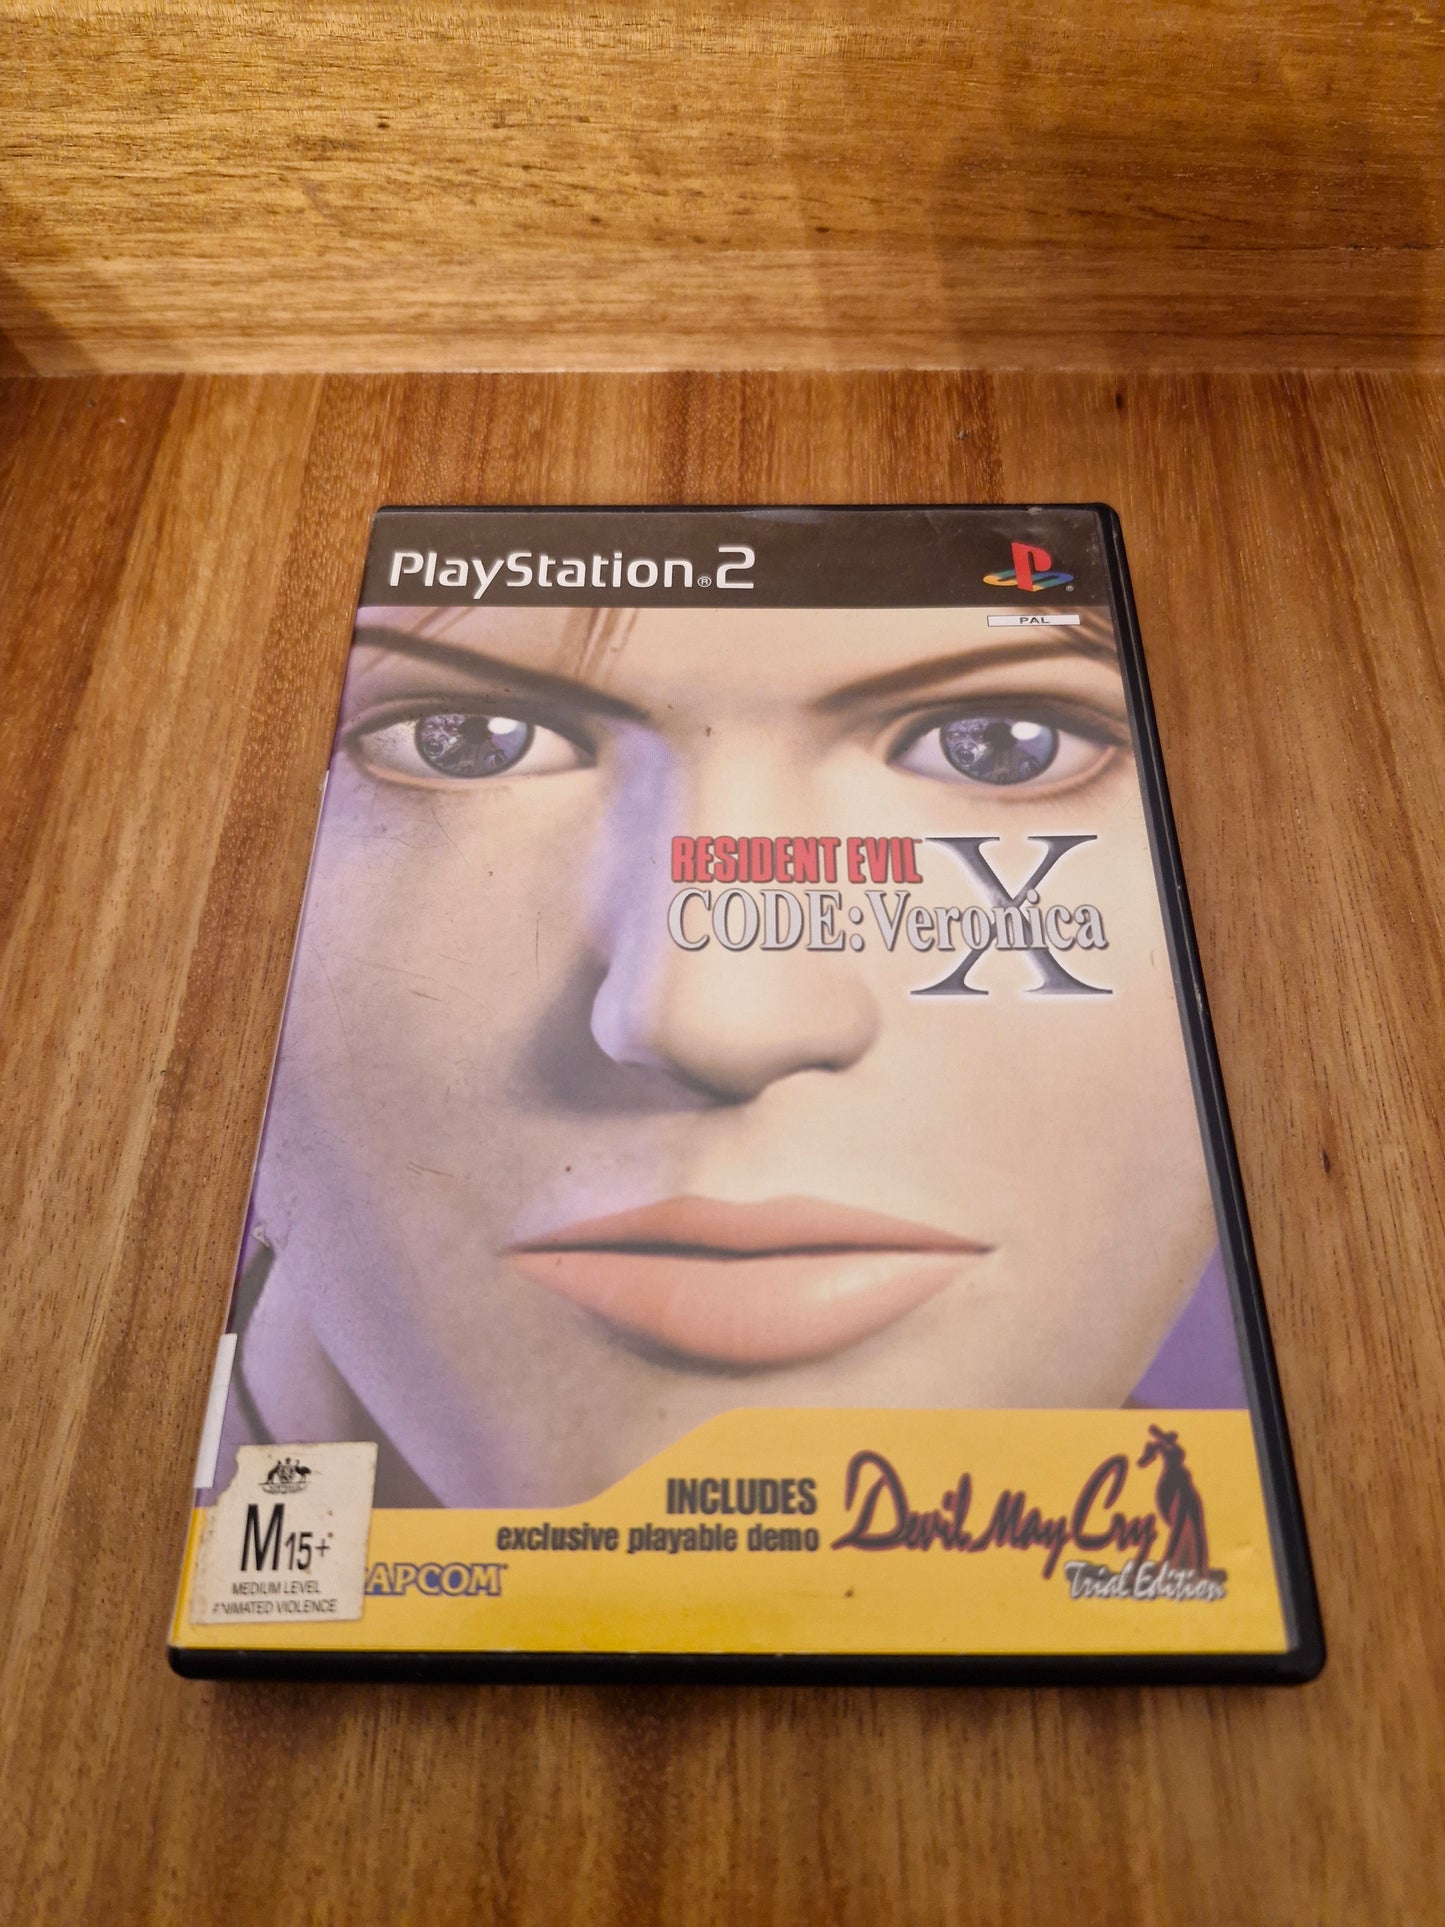 PlayStation®2
PAL
RESIDENT EVIL™
CODE:Veronica X
INCLUDES
exclusive playable demo
Devil May Cry
Trial Edition
M15+
MEDIUM LEVEL
ANIMATED VIOLENCE
CAPCOM